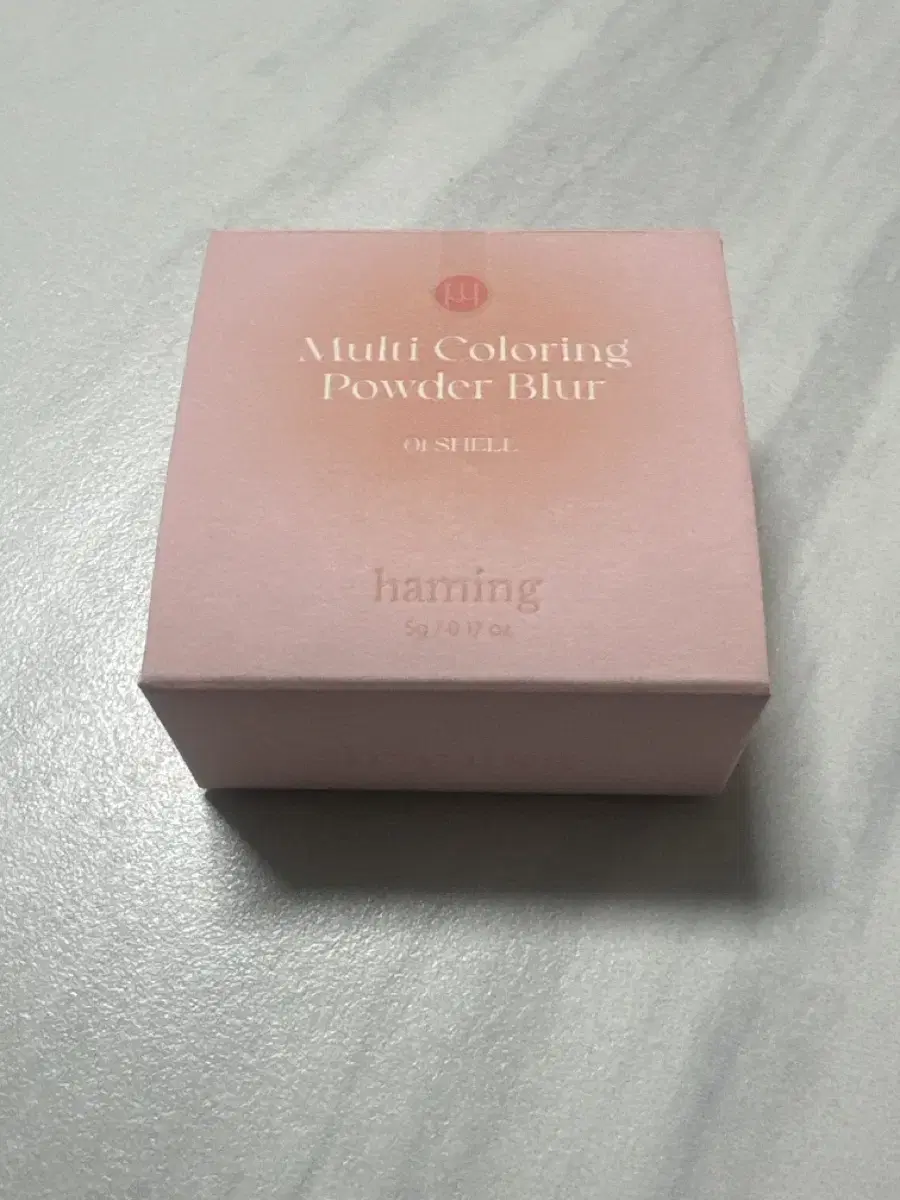 Multi Coloring
Powder Blur
01 SHELL
haming
5g / 0.17 oz